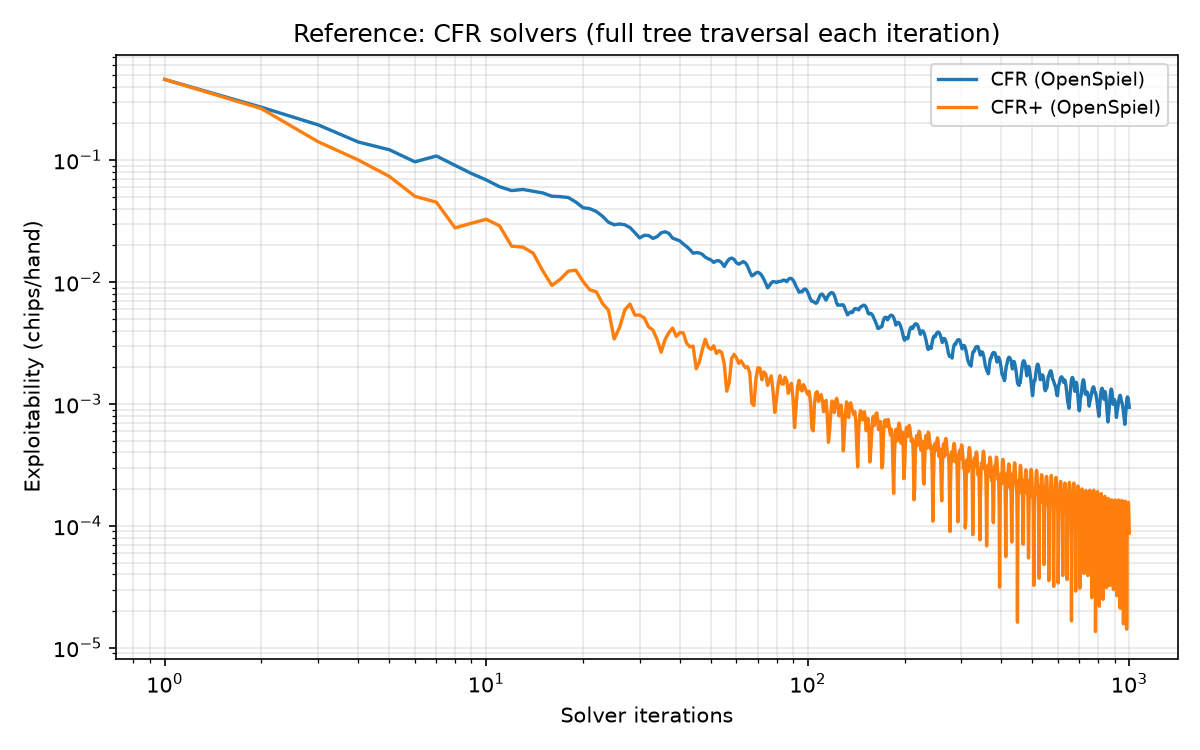 Reference: CFR solvers (full tree traversal each iteration)
CFR (OpenSpiel)
CFR+ (OpenSpiel)
Exploitability (chips/hand)
10⁻¹
10⁻²
10⁻³
10⁻⁴
10⁻⁵
10⁰ 10¹ 10² 10³
Solver iterations